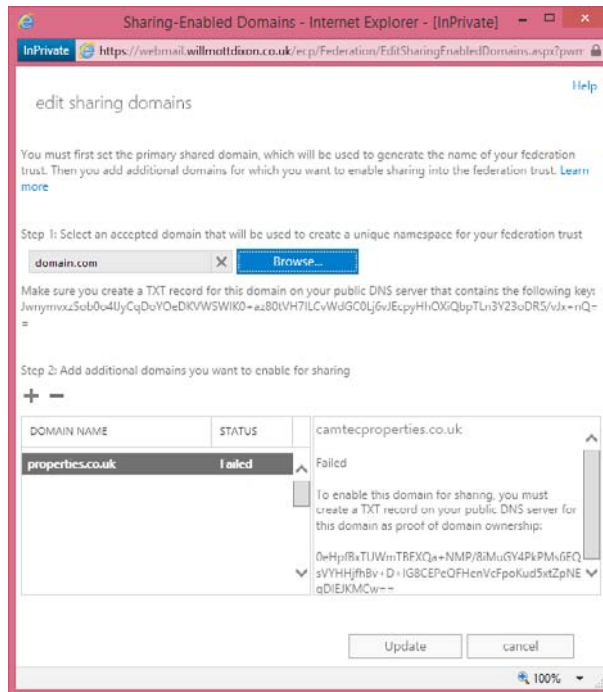 Sharing-Enabled Domains - Internet Explorer - [InPrivate]
InPrivate https://webmail.willmottdixon.co.uk/ecp/Federation/EditSharingEnabledDomains.aspx?pwm
Help
edit sharing domains
You must first set the primary shared domain, which will be used to generate the name of your federation
trust. Then you add additional domains for which you want to enable sharing into the federation trust. Learn
more
Step 1: Select an accepted domain that will be used to create a unique namespace for your federation trust
domain.com
Browse...
Make sure you create a TXT record for this domain on your public DNS server that contains the following key:
=
Step 2: Add additional domains you want to enable for sharing
DOMAIN NAME STATUS
properties.co.uk Failed
camtecproperties.co.uk
Failed
To enable this domain for sharing, you must
create a TXT record on your public DNS server for
this domain as proof of domain ownership:
Update cancel
100%